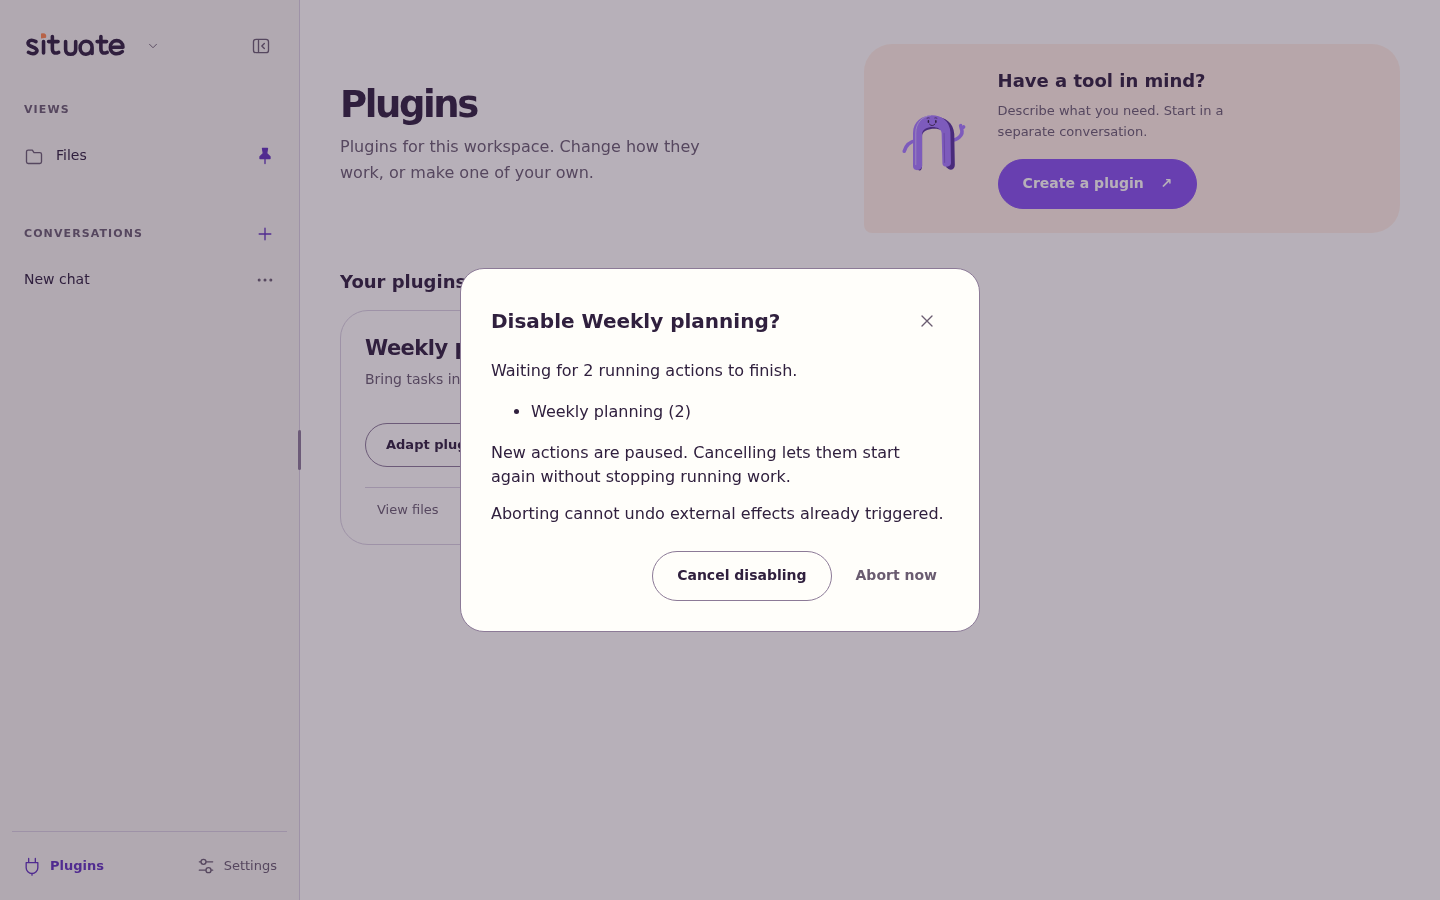 situate
VIEWS
Files
CONVERSATIONS
New chat
Plugins
Settings
Plugins
Plugins for this workspace. Change how they
work, or make one of your own.
Have a tool in mind?
Describe what you need. Start in a
separate conversation.
Create a plugin ↗
Your plugins
Weekly
Bring tasks in
Adapt plug
View files
Disable Weekly planning?
Waiting for 2 running actions to finish.
• Weekly planning (2)
New actions are paused. Cancelling lets them start
again without stopping running work.
Aborting cannot undo external effects already triggered.
Cancel disabling
Abort now